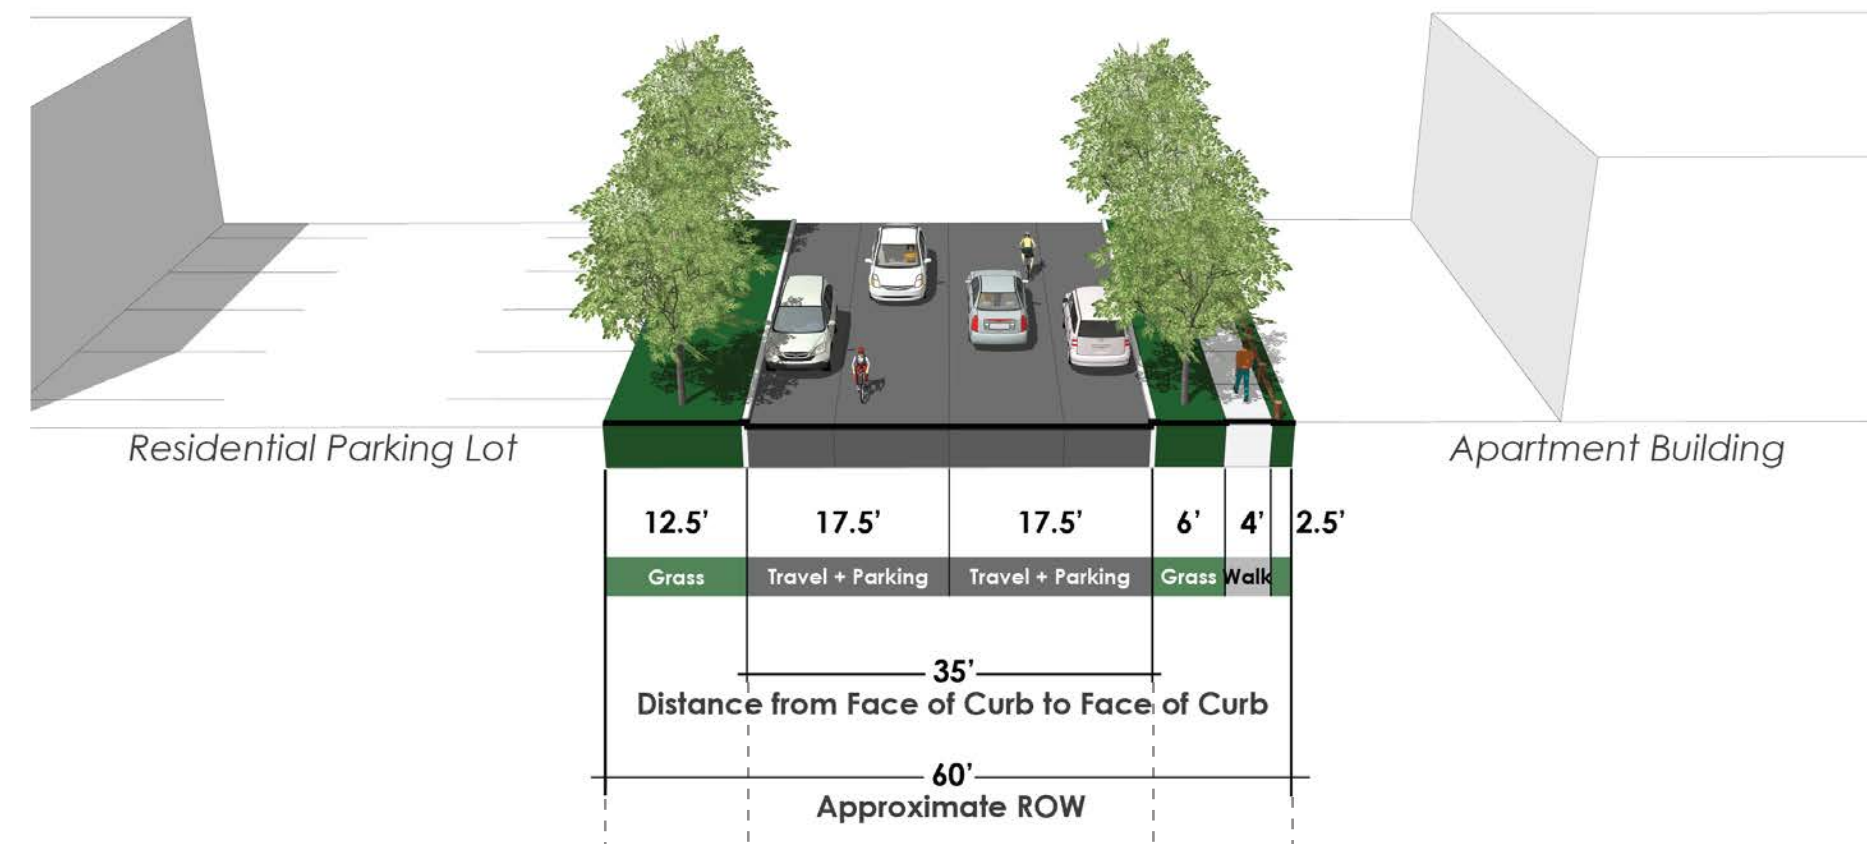 Residential Parking Lot
Apartment Building
12.5’ 17.5’ 17.5’ 6’ 4’ 2.5’
Grass Travel + Parking Travel + Parking Grass Walk
35’
Distance from Face of Curb to Face of Curb
60’
Approximate ROW